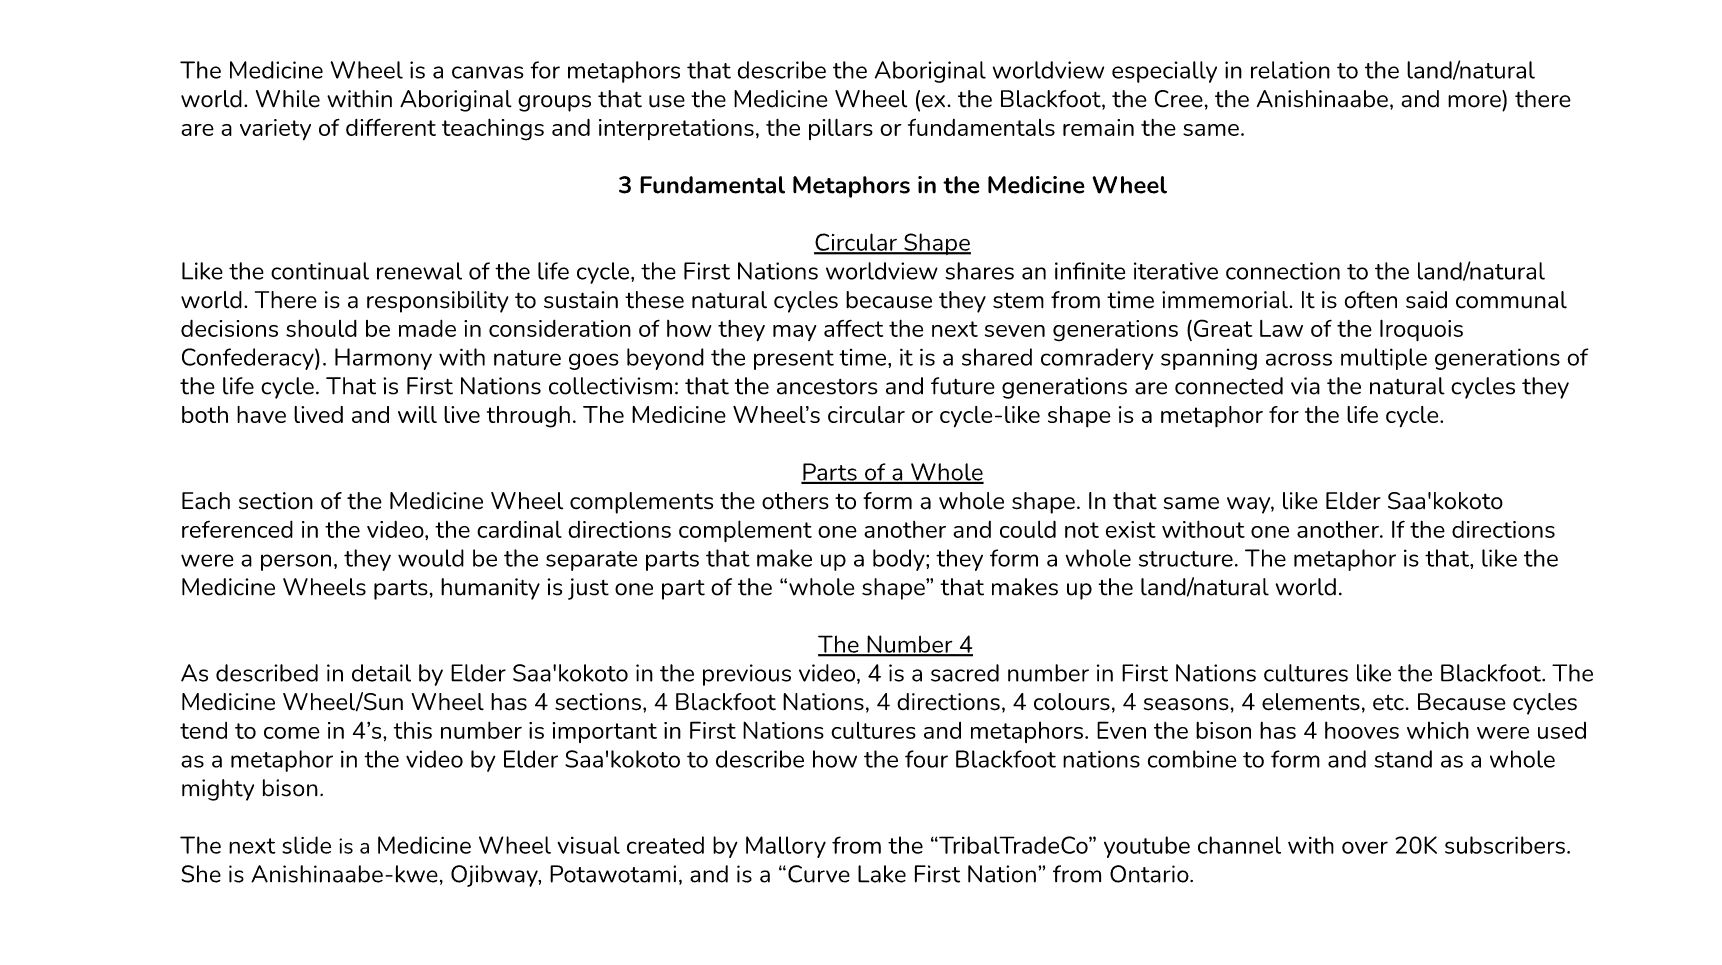 The Medicine Wheel is a canvas for metaphors that describe the Aboriginal worldview especially in relation to the land/natural
world. While within Aboriginal groups that use the Medicine Wheel (ex. the Blackfoot, the Cree, the Anishinaabe, and more) there
are a variety of different teachings and interpretations, the pillars or fundamentals remain the same.
3 Fundamental Metaphors in the Medicine Wheel
Circular Shape
Like the continual renewal of the life cycle, the First Nations worldview shares an infinite iterative connection to the land/natural
world. There is a responsibility to sustain these natural cycles because they stem from time immemorial. It is often said communal
decisions should be made in consideration of how they may affect the next seven generations (Great Law of the Iroquois
Confederacy). Harmony with nature goes beyond the present time, it is a shared comradery spanning across multiple generations of
the life cycle. That is First Nations collectivism: that the ancestors and future generations are connected via the natural cycles they
both have lived and will live through. The Medicine Wheel’s circular or cycle-like shape is a metaphor for the life cycle.
Parts of a Whole
Each section of the Medicine Wheel complements the others to form a whole shape. In that same way, like Elder Saa'kokoto
referenced in the video, the cardinal directions complement one another and could not exist without one another. If the directions
were a person, they would be the separate parts that make up a body; they form a whole structure. The metaphor is that, like the
Medicine Wheels parts, humanity is just one part of the “whole shape” that makes up the land/natural world.
The Number 4
As described in detail by Elder Saa'kokoto in the previous video, 4 is a sacred number in First Nations cultures like the Blackfoot. The
Medicine Wheel/Sun Wheel has 4 sections, 4 Blackfoot Nations, 4 directions, 4 colours, 4 seasons, 4 elements, etc. Because cycles
tend to come in 4’s, this number is important in First Nations cultures and metaphors. Even the bison has 4 hooves which were used
as a metaphor in the video by Elder Saa'kokoto to describe how the four Blackfoot nations combine to form and stand as a whole
mighty bison.
The next slide is a Medicine Wheel visual created by Mallory from the “TribalTradeCo” youtube channel with over 20K subscribers.
She is Anishinaabe-kwe, Ojibway, Potawotami, and is a “Curve Lake First Nation” from Ontario.